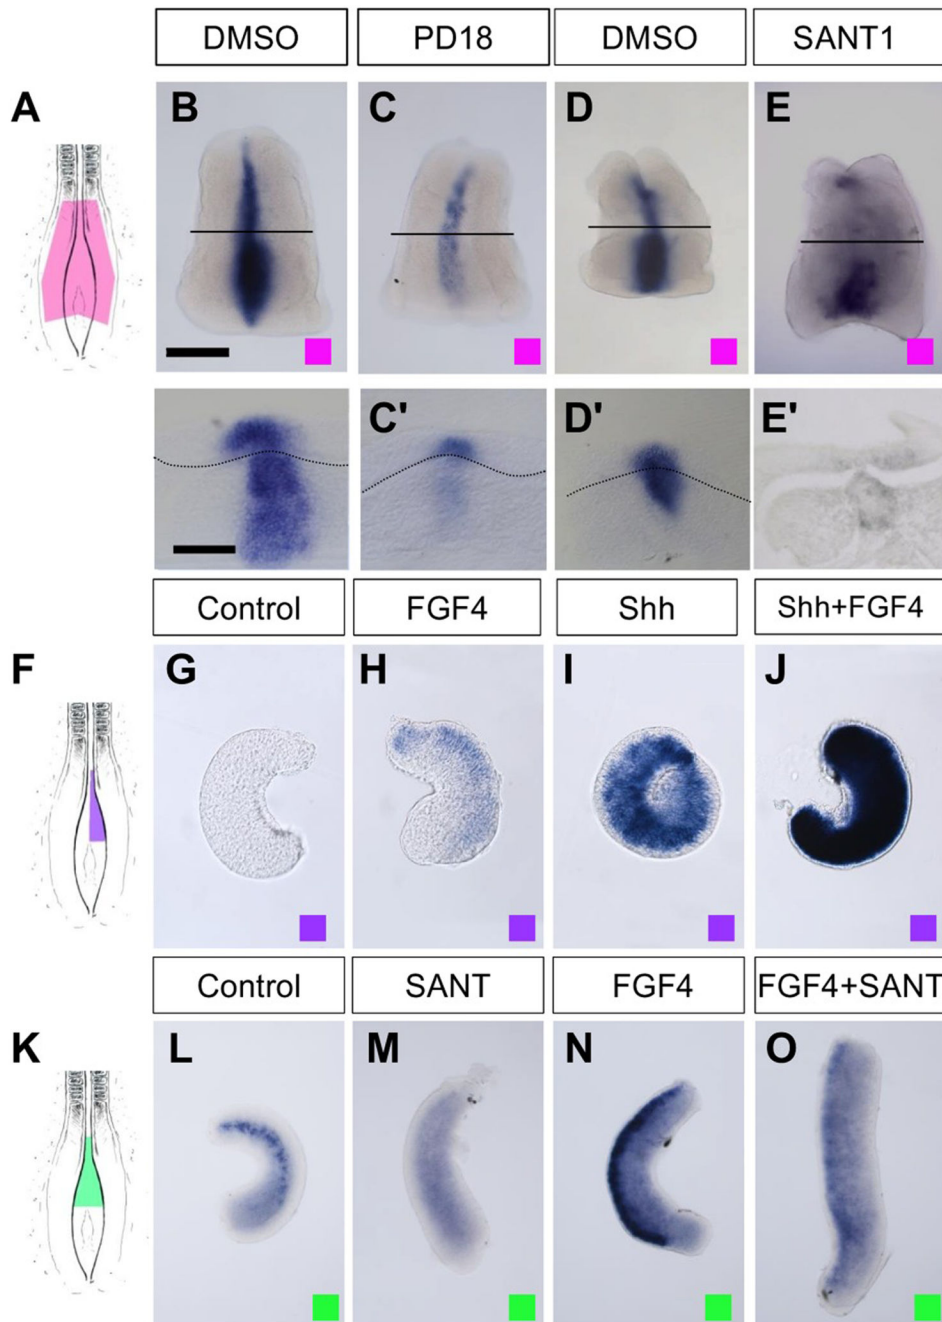 DMSO PD18 DMSO SANT1
A B C D E
C' D' E'
Control FGF4 Shh Shh+FGF4
F G H I J
Control SANT FGF4 FGF4+SANT
K L M N O